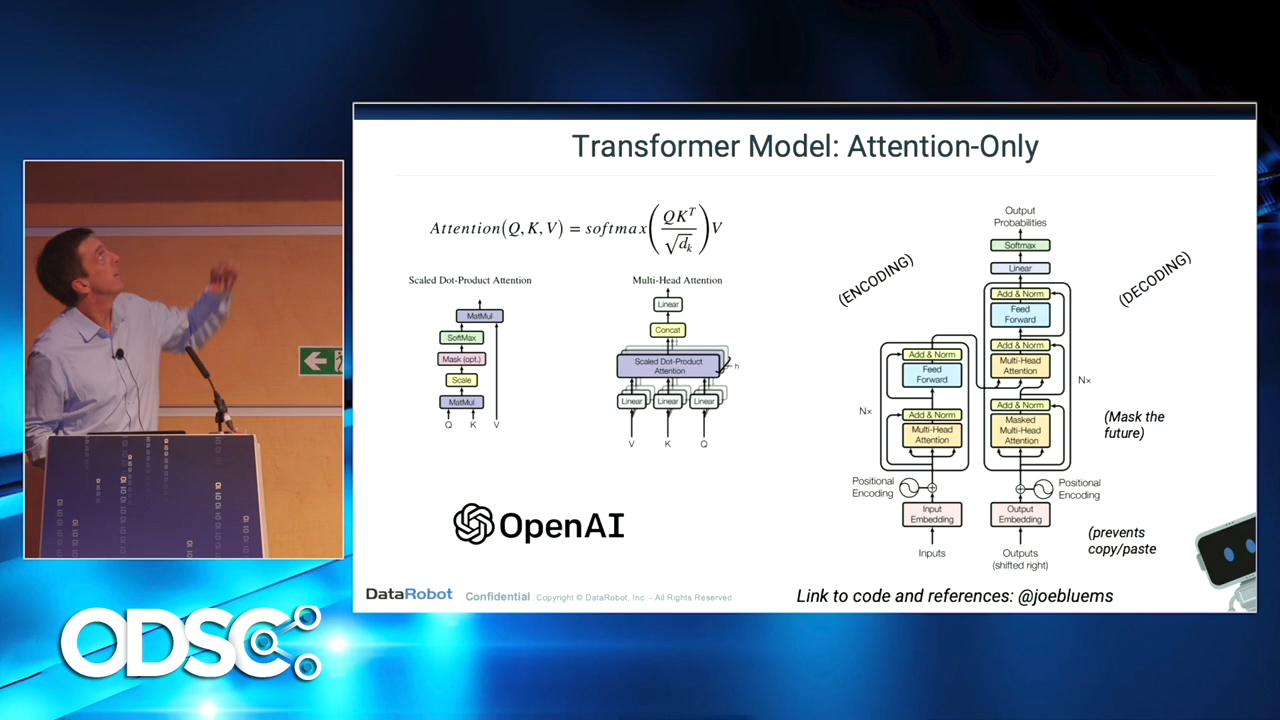 Transformer Model: Attention-Only
Attention(Q, K, V) = softmax(QK^T / √d_k)V
Scaled Dot-Product Attention
MatMul
SoftMax
Mask (opt.)
Scale
MatMul
Q K V
Multi-Head Attention
Linear
Concat
Scaled Dot-Product
Attention
h
Linear Linear Linear
V K Q
(ENCODING)
(DECODING)
Output
Probabilities
Softmax
Linear
Add & Norm
Feed
Forward
Add & Norm
Multi-Head
Attention
Nx
Add & Norm
Masked
Multi-Head
Attention
(Mask the
future)
Add & Norm
Feed
Forward
Nx
Add & Norm
Multi-Head
Attention
Positional
Encoding
Positional
Encoding
Input
Embedding
Output
Embedding
Inputs
Outputs
(shifted right)
(prevents
copy/paste
OpenAI
DataRobot Confidential Copyright © DataRobot, Inc. - All Rights Reserved
Link to code and references: @joebluems
ODSC